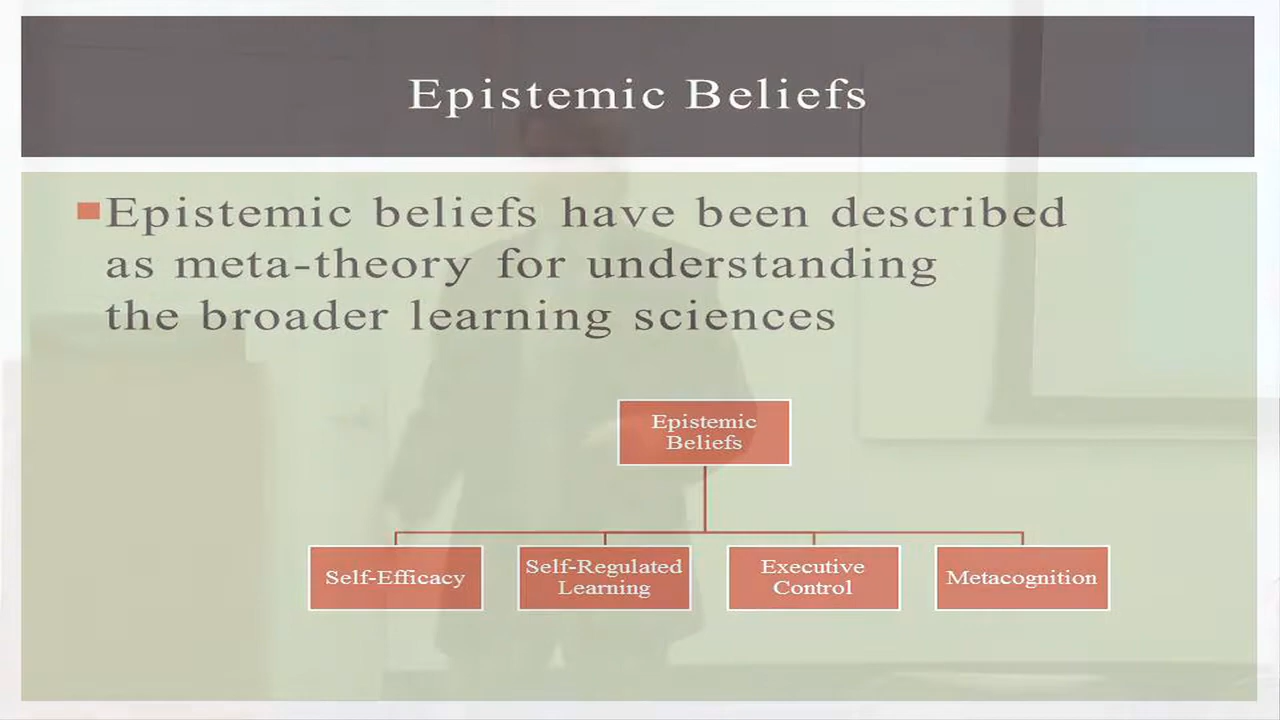 Epistemic Beliefs
Epistemic beliefs have been described
as meta-theory for understanding
the broader learning sciences
Epistemic
Beliefs
Self-Efficacy
Self-Regulated
Learning
Executive
Control
Metacognition